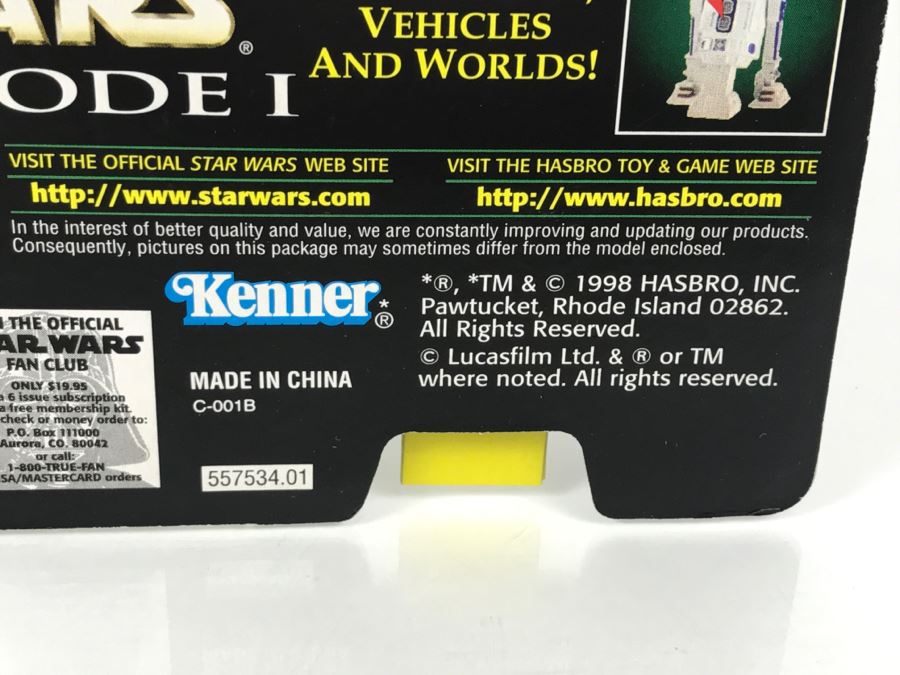 VEHICLES
AND WORLDS!
®
ODE I
VISIT THE OFFICIAL STAR WARS WEB SITE
http://www.starwars.com
VISIT THE HASBRO TOY & GAME WEB SITE
http://www.hasbro.com
In the interest of better quality and value, we are constantly improving and updating our products.
Consequently, pictures on this package may sometimes differ from the model enclosed.
Kenner*®
*®, *TM & © 1998 HASBRO, INC.
Pawtucket, Rhode Island 02862.
All Rights Reserved.
© Lucasfilm Ltd. & ® or TM
where noted. All rights reserved.
MADE IN CHINA
C-001B
557534.01
THE OFFICIAL
AR WARS
FAN CLUB
ONLY $19.95
a 6 issue subscription
a free membership kit.
check or money order to:
P.O. Box 111000
Aurora, CO. 80042
or call:
1-800-TRUE-FAN
SA/MASTERCARD orders